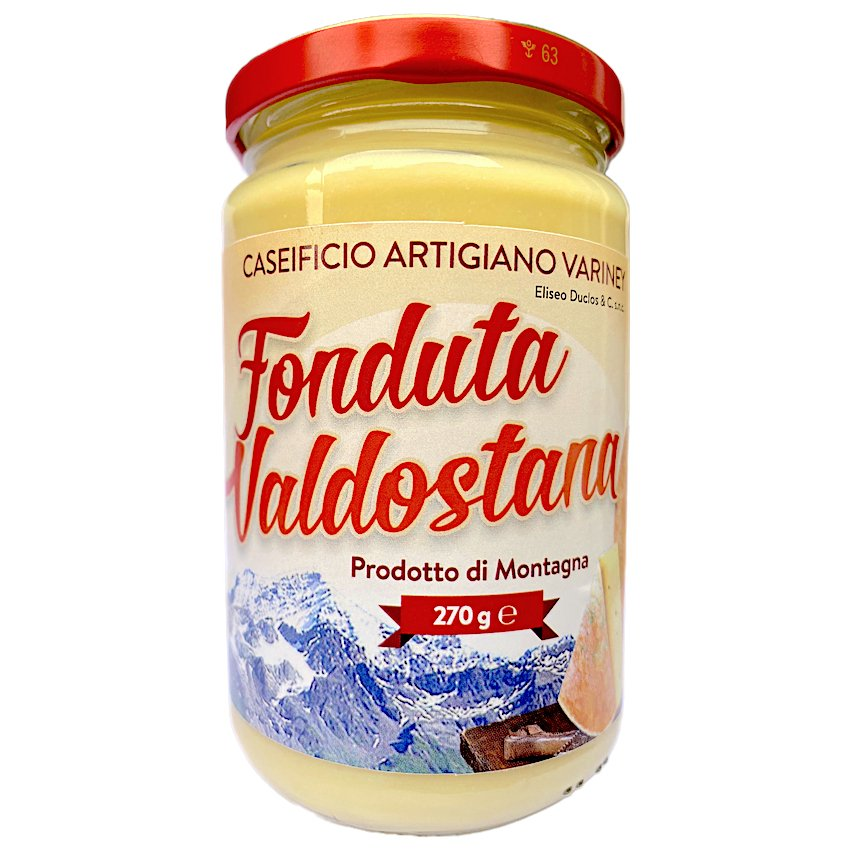 63
CASEIFICIO ARTIGIANO VARINEY
Eliseo Duclos & C. s.n.c.
Fonduta
Valdostana
Prodotto di Montagna
270 g ℮